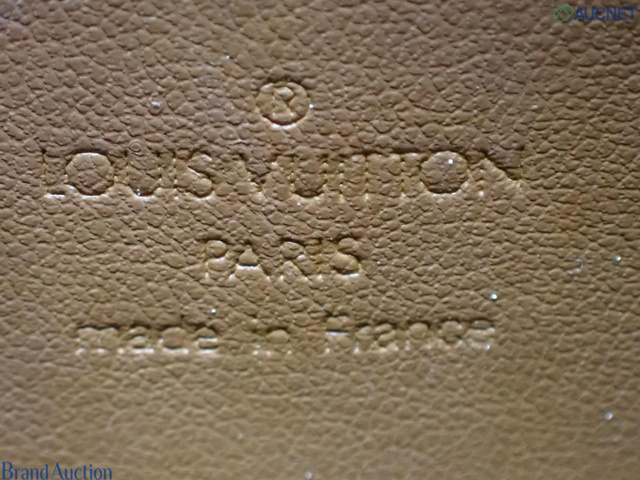 AUCNET
®
LOUIS VUITTON
PARIS
made in France
Brand Auction